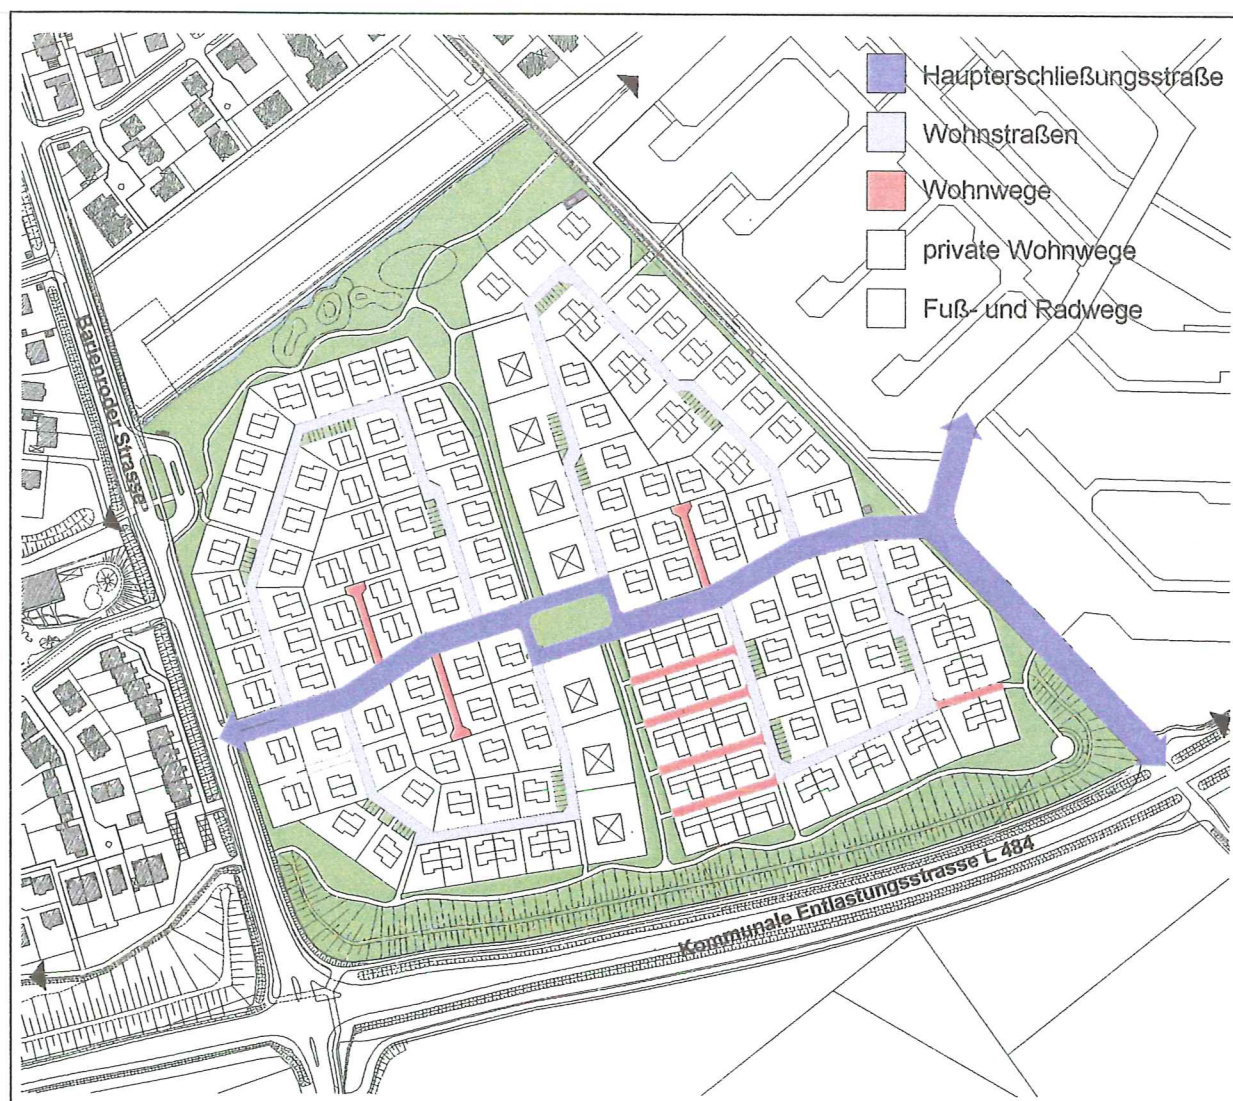 Haupterschließungsstraße
Wohnstraßen
Wohnwege
private Wohnwege
Fuß- und Radwege
Barienroder Strasse
Kommunale Entlastungsstrasse L 484